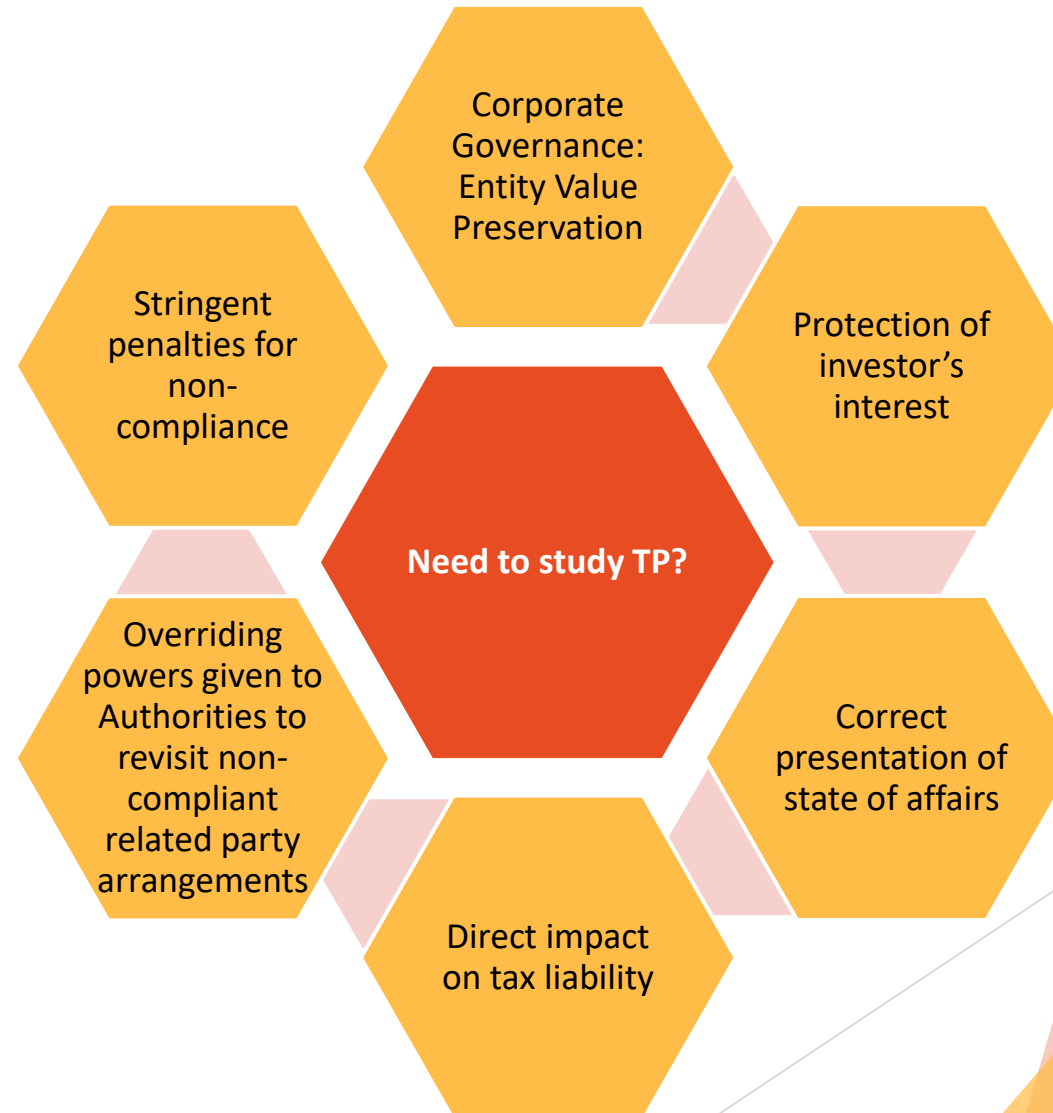 Corporate
Governance:
Entity Value
Preservation
Protection of
investor’s
interest
Correct
presentation of
state of affairs
Direct impact
on tax liability
Overriding
powers given to
Authorities to
revisit non-
compliant
related party
arrangements
Stringent
penalties for
non-
compliance
Need to study TP?